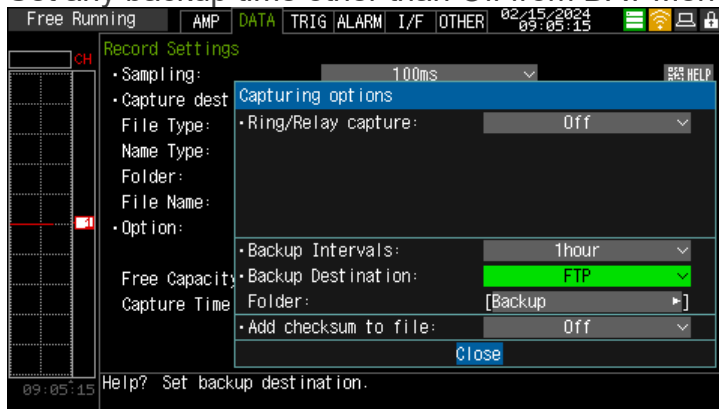 Free Running AMP DATA TRIG ALARM I/F OTHER 02/15/2024 09:05:15
CH
Record Settings
・Sampling: 100ms HELP
・Capture dest
Capturing options
File Type:
・Ring/Relay capture: Off
Name Type:
Folder:
File Name:
1
・Option:
・Backup Intervals: 1hour
Free Capacity
・Backup Destination: FTP
Capture Time
Folder: [Backup ]
・Add checksum to file: Off
Close
09:05:15
Help? Set backup destination.